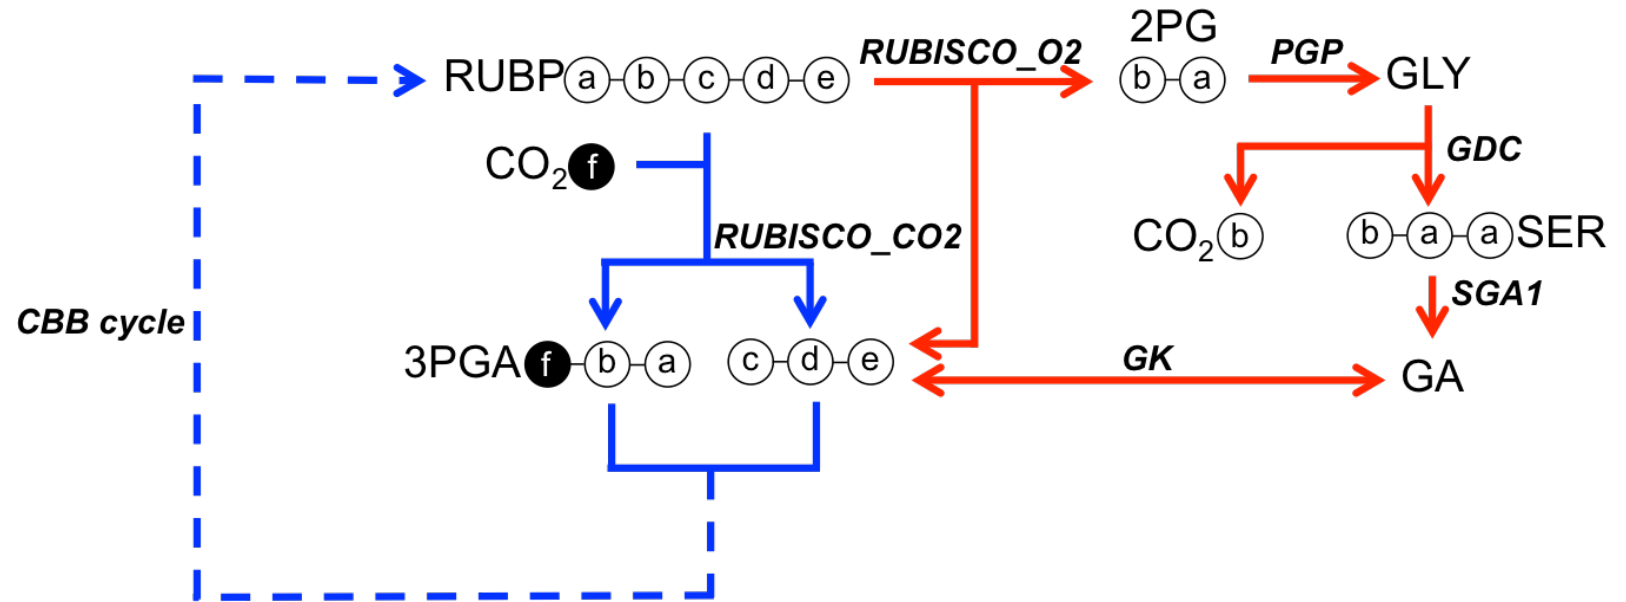 2PG
RUBP a b c d e
RUBISCO_O2
b a
PGP
GLY
CO2 f
GDC
RUBISCO_CO2
CO2 b
b a a SER
SGA1
CBB cycle
3PGA f b a
c d e
GK
GA